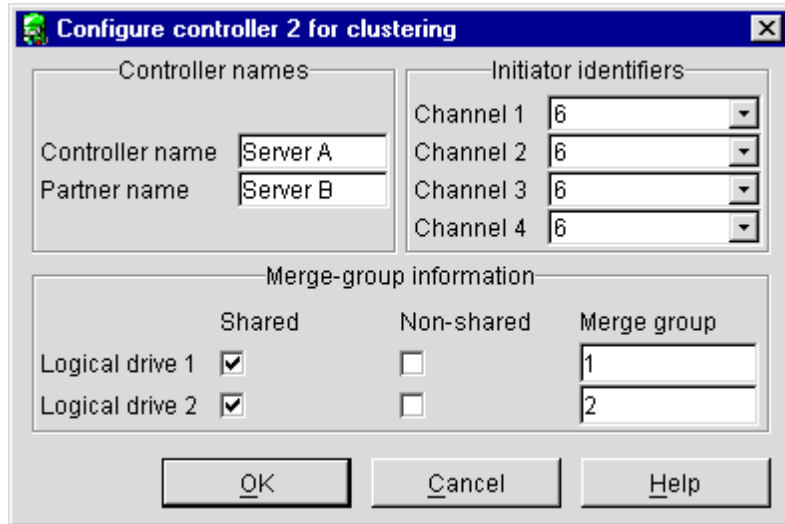 Configure controller 2 for clustering
Controller names
Controller name Server A
Partner name Server B
Initiator identifiers
Channel 1 6
Channel 2 6
Channel 3 6
Channel 4 6
Merge-group information
Shared Non-shared Merge group
Logical drive 1 1
Logical drive 2 2
OK Cancel Help